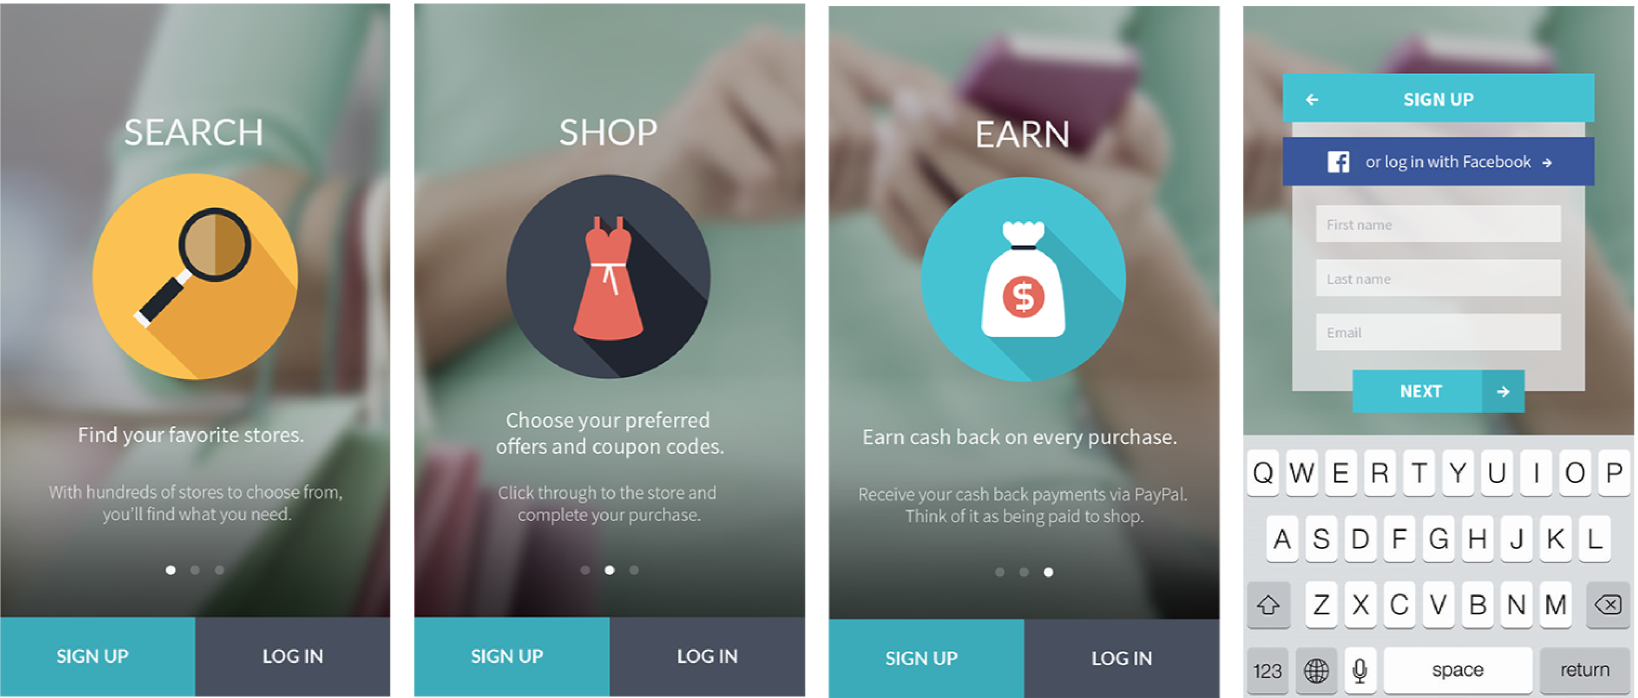 SEARCH
Find your favorite stores.
With hundreds of stores to choose from,
you'll find what you need.
SIGN UP
LOG IN
SHOP
Choose your preferred
offers and coupon codes.
Click through to the store and
complete your purchase.
SIGN UP
LOG IN
EARN
$
Earn cash back on every purchase.
Receive your cash back payments via PayPal.
Think of it as being paid to shop.
SIGN UP
LOG IN
SIGN UP
f or log in with Facebook
First name
Last name
Email
NEXT
Q W E R T Y U I O P
A S D F G H J K L
Z X C V B N M
123 space return